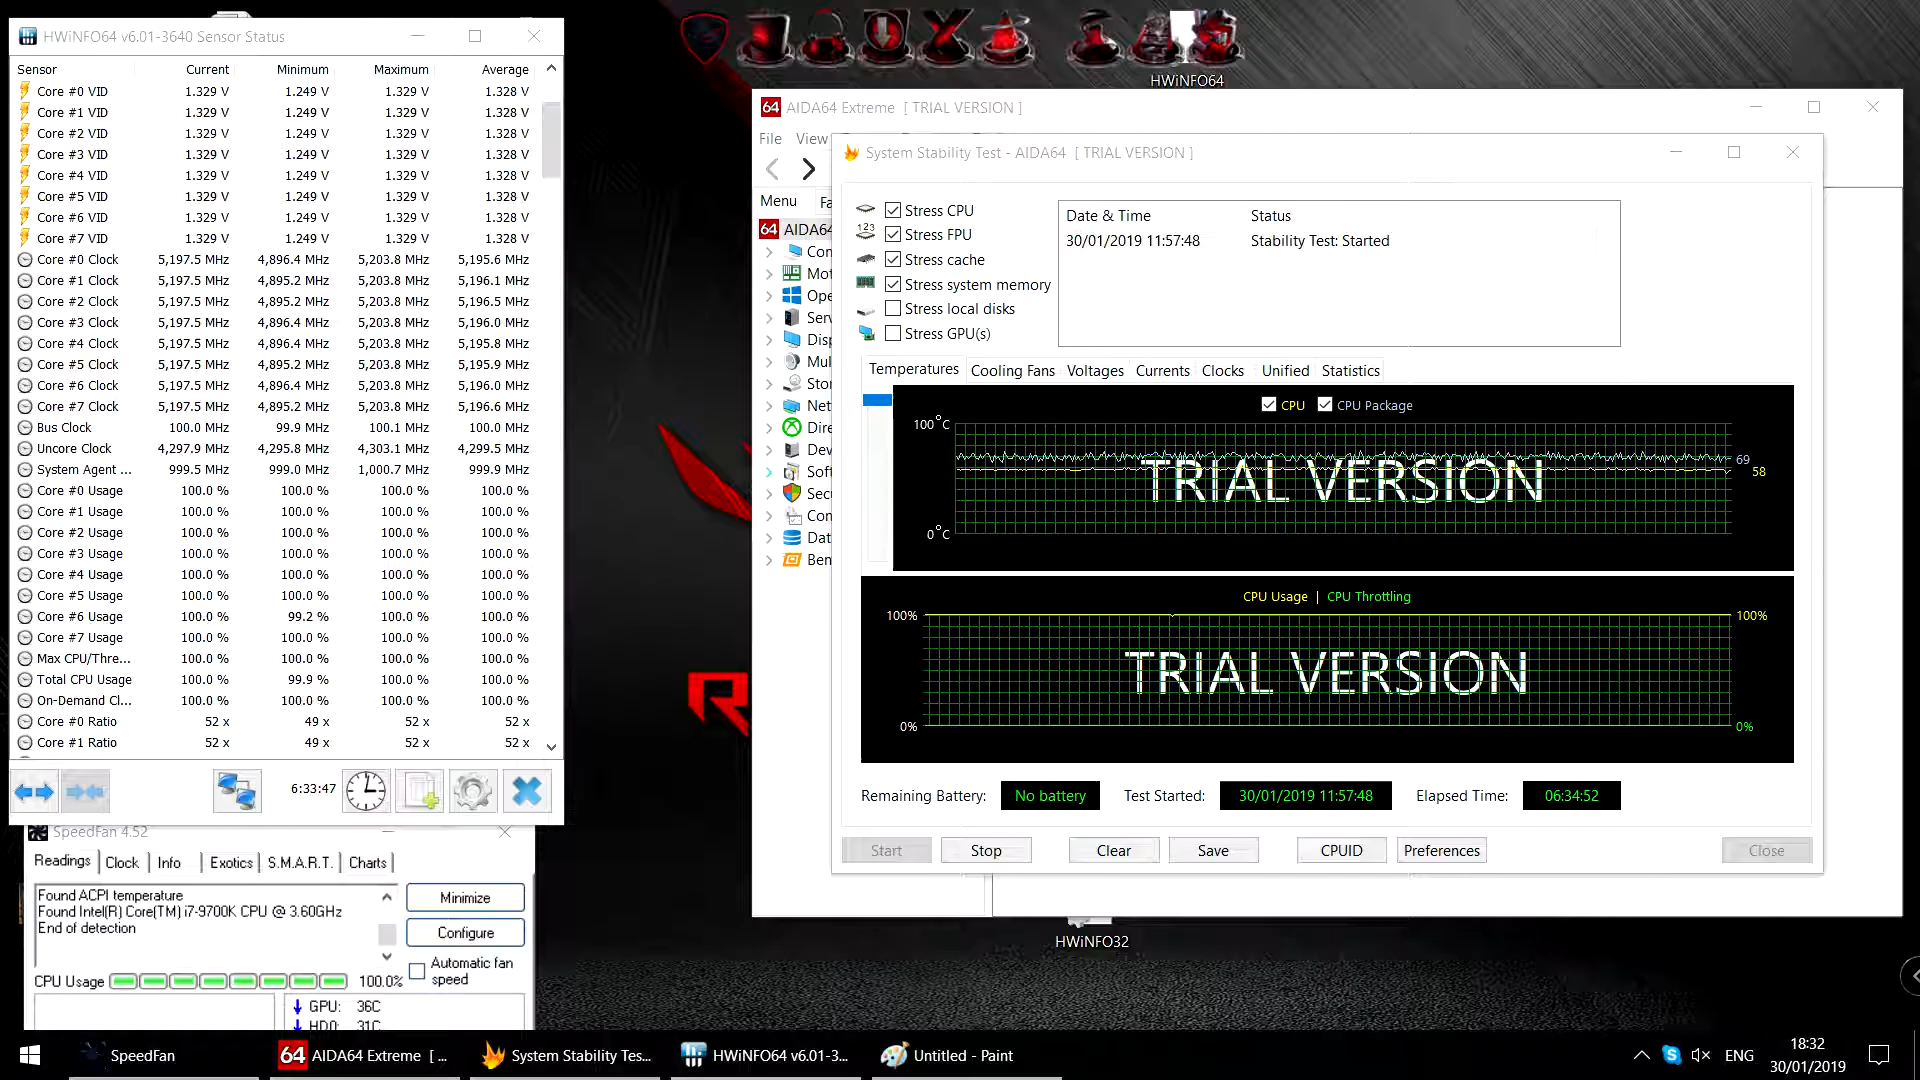 HWiNFO64 v6.01-3640 Sensor Status
Sensor Current Minimum Maximum Average
Core #0 VID 1.329 V 1.249 V 1.329 V 1.328 V
Core #1 VID 1.329 V 1.249 V 1.329 V 1.328 V
Core #2 VID 1.329 V 1.249 V 1.329 V 1.328 V
Core #3 VID 1.329 V 1.249 V 1.329 V 1.328 V
Core #4 VID 1.329 V 1.249 V 1.329 V 1.328 V
Core #5 VID 1.329 V 1.249 V 1.329 V 1.328 V
Core #6 VID 1.329 V 1.249 V 1.329 V 1.328 V
Core #7 VID 1.329 V 1.249 V 1.329 V 1.328 V
Core #0 Clock 5,197.5 MHz 4,896.4 MHz 5,203.8 MHz 5,195.6 MHz
Core #1 Clock 5,197.5 MHz 4,895.2 MHz 5,203.8 MHz 5,196.1 MHz
Core #2 Clock 5,197.5 MHz 4,895.2 MHz 5,203.8 MHz 5,196.5 MHz
Core #3 Clock 5,197.5 MHz 4,896.4 MHz 5,203.8 MHz 5,196.0 MHz
Core #4 Clock 5,197.5 MHz 4,896.4 MHz 5,203.8 MHz 5,195.8 MHz
Core #5 Clock 5,197.5 MHz 4,895.2 MHz 5,203.8 MHz 5,195.9 MHz
Core #6 Clock 5,197.5 MHz 4,896.4 MHz 5,203.8 MHz 5,196.0 MHz
Core #7 Clock 5,197.5 MHz 4,895.2 MHz 5,203.8 MHz 5,196.6 MHz
Bus Clock 100.0 MHz 99.9 MHz 100.1 MHz 100.0 MHz
Uncore Clock 4,297.9 MHz 4,295.8 MHz 4,303.1 MHz 4,299.5 MHz
System Agent ... 999.5 MHz 999.0 MHz 1,000.7 MHz 999.9 MHz
Core #0 Usage 100.0 % 100.0 % 100.0 % 100.0 %
Core #1 Usage 100.0 % 100.0 % 100.0 % 100.0 %
Core #2 Usage 100.0 % 100.0 % 100.0 % 100.0 %
Core #3 Usage 100.0 % 100.0 % 100.0 % 100.0 %
Core #4 Usage 100.0 % 100.0 % 100.0 % 100.0 %
Core #5 Usage 100.0 % 100.0 % 100.0 % 100.0 %
Core #6 Usage 100.0 % 99.2 % 100.0 % 100.0 %
Core #7 Usage 100.0 % 100.0 % 100.0 % 100.0 %
Max CPU/Thre... 100.0 % 100.0 % 100.0 % 100.0 %
Total CPU Usage 100.0 % 99.9 % 100.0 % 100.0 %
On-Demand Cl... 100.0 % 100.0 % 100.0 % 100.0 %
Core #0 Ratio 52 x 49 x 52 x 52 x
Core #1 Ratio 52 x 49 x 52 x 52 x
6:33:47
SpeedFan 4.52
Readings Clock Info Exotics S.M.A.R.T. Charts
Found ACPI temperature
Found Intel(R) Core(TM) i7-9700K CPU @ 3.60GHz
End of detection
Minimize
Configure
Automatic fan speed
CPU Usage 100.0%
GPU: 36C
HD0: 31C
HWiNFO64
64 AIDA64 Extreme [ TRIAL VERSION ]
File View
Menu Fa
64 AIDA64
Con
Mot
Ope
Serv
Disp
Mul
Stor
Net
Dire
Dev
Soft
Secu
Con
Dat
Ben
System Stability Test - AIDA64 [ TRIAL VERSION ]
Stress CPU
123 Stress FPU
Stress cache
Stress system memory
Stress local disks
Stress GPU(s)
Date & Time Status
30/01/2019 11:57:48 Stability Test: Started
Temperatures Cooling Fans Voltages Currents Clocks Unified Statistics
CPU CPU Package
100°C
69
58
TRIAL VERSION
0°C
CPU Usage | CPU Throttling
100% 100%
TRIAL VERSION
0% 0%
Remaining Battery: No battery Test Started: 30/01/2019 11:57:48 Elapsed Time: 06:34:52
Start Stop Clear Save CPUID Preferences Close
HWiNFO32
SpeedFan 64 AIDA64 Extreme [ ... System Stability Tes... HWiNFO64 v6.01-3... Untitled - Paint ENG 18:32
30/01/2019